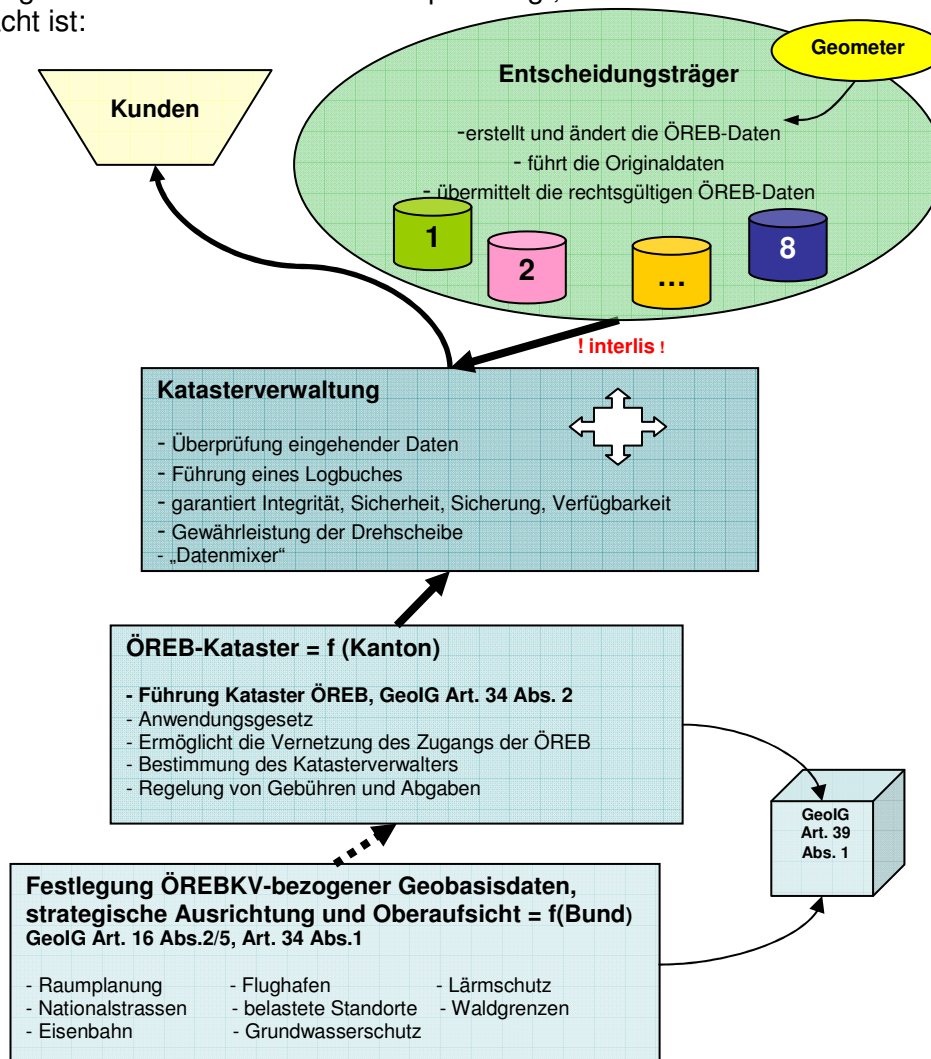 acht ist:
Geometer
Kunden
Entscheidungsträger
-erstellt und ändert die ÖREB-Daten
- führt die Originaldaten
- übermittelt die rechtsgültigen ÖREB-Daten
1
2
...
8
! interlis !
Katasterverwaltung
- Überprüfung eingehender Daten
- Führung eines Logbuches
- garantiert Integrität, Sicherheit, Sicherung, Verfügbarkeit
- Gewährleistung der Drehscheibe
- „Datenmixer“
ÖREB-Kataster = f (Kanton)
- Führung Kataster ÖREB, GeoIG Art. 34 Abs. 2
- Anwendungsgesetz
- Ermöglicht die Vernetzung des Zugangs der ÖREB
- Bestimmung des Katasterverwalters
- Regelung von Gebühren und Abgaben
GeoIG
Art. 39
Abs. 1
Festlegung ÖREBKV-bezogener Geobasisdaten,
strategische Ausrichtung und Oberaufsicht = f(Bund)
GeoIG Art. 16 Abs.2/5, Art. 34 Abs.1
- Raumplanung - Flughafen - Lärmschutz
- Nationalstrassen - belastete Standorte - Waldgrenzen
- Eisenbahn - Grundwasserschutz